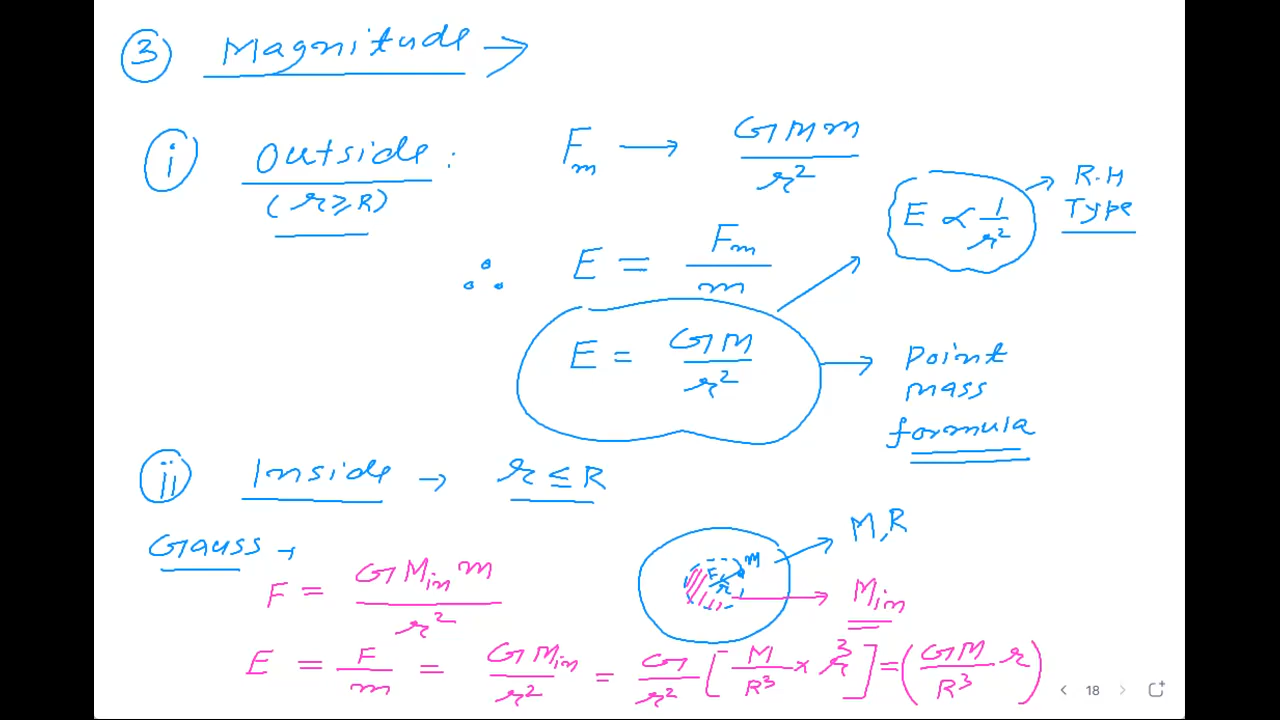 ③ Magnitude →
(i) Outside : F_m → GMm/r²
(r ≥ R)
E ∝ 1/r² → R.H Type
∴ E = F_m/m
E = GM/r² → Point mass formula
(ii) Inside → r ≤ R
Gauss →
M, R
m
F
r
M_in
F = GM_in m/r²
E = F/m = GM_in/r² = G/r² [M/R³ × r³] = (GM/R³ r)
< 18 >